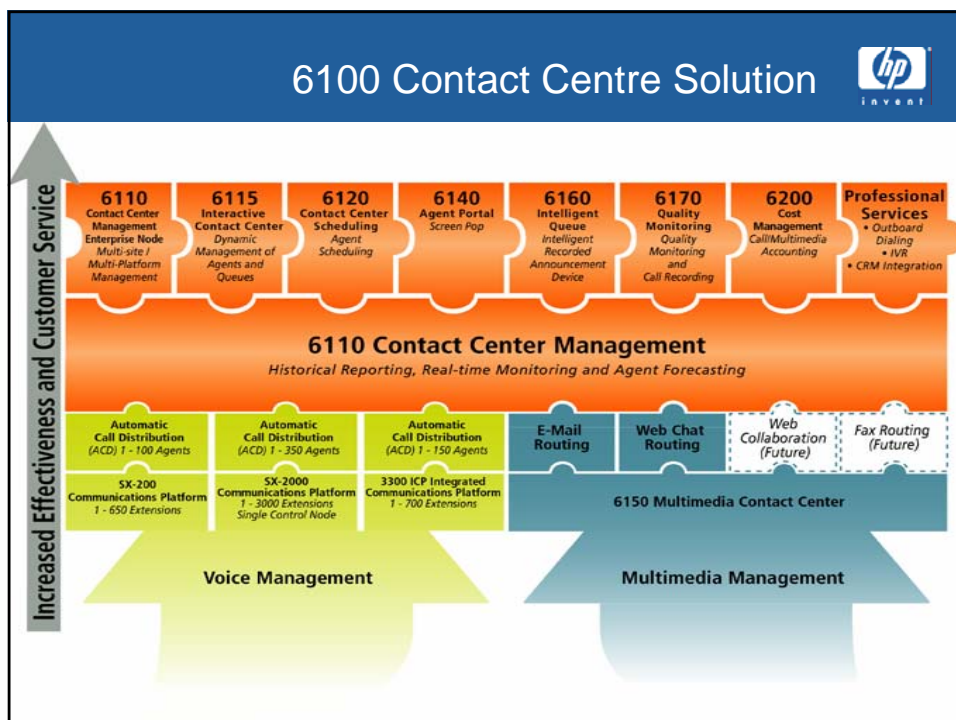 6100 Contact Centre Solution
hp
invent
Increased Effectiveness and Customer Service
6110
Contact Center
Management
Enterprise Node
Multi-site /
Multi-Platform
Management
6115
Interactive
Contact Center
Dynamic
Management of
Agents and
Queues
6120
Contact Center
Scheduling
Agent
Scheduling
6140
Agent Portal
Screen Pop
6160
Intelligent
Queue
Intelligent
Recorded
Announcement
Device
6170
Quality
Monitoring
Quality
Monitoring
and
Call Recording
6200
Cost
Management
Call/Multimedia
Accounting
Professional
Services
• Outboard
Dialing
• IVR
• CRM Integration
6110 Contact Center Management
Historical Reporting, Real-time Monitoring and Agent Forecasting
Automatic
Call Distribution
(ACD) 1 - 100 Agents
Automatic
Call Distribution
(ACD) 1 - 350 Agents
Automatic
Call Distribution
(ACD) 1 - 150 Agents
E-Mail
Routing
Web Chat
Routing
Web
Collaboration
(Future)
Fax Routing
(Future)
SX-200
Communications Platform
1 - 650 Extensions
SX-2000
Communications Platform
1 - 3000 Extensions
Single Control Node
3300 ICP Integrated
Communications Platform
1 - 700 Extensions
6150 Multimedia Contact Center
Voice Management
Multimedia Management